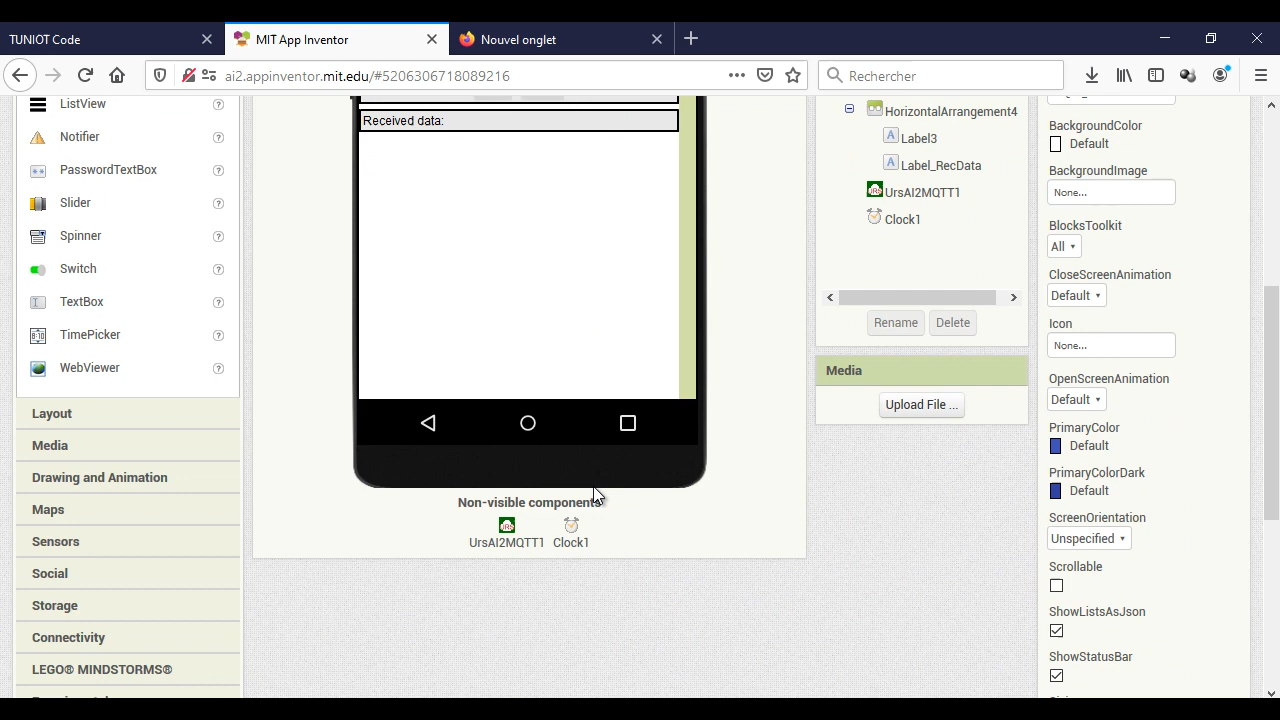 TUNIOT Code
MIT App Inventor
Nouvel onglet
ai2.appinventor.mit.edu/#5206306718089216
Rechercher
ListView
Notifier
PasswordTextBox
Slider
Spinner
Switch
TextBox
TimePicker
WebViewer
Layout
Media
Drawing and Animation
Maps
Sensors
Social
Storage
Connectivity
LEGO® MINDSTORMS®
Received data:
Non-visible components
UrsAI2MQTT1
Clock1
HorizontalArrangement4
Label3
Label_RecData
UrsAI2MQTT1
Clock1
Rename
Delete
Media
Upload File ...
BackgroundColor
Default
BackgroundImage
None...
BlocksToolkit
All
CloseScreenAnimation
Default
Icon
None...
OpenScreenAnimation
Default
PrimaryColor
Default
PrimaryColorDark
Default
ScreenOrientation
Unspecified
Scrollable
ShowListsAsJson
ShowStatusBar